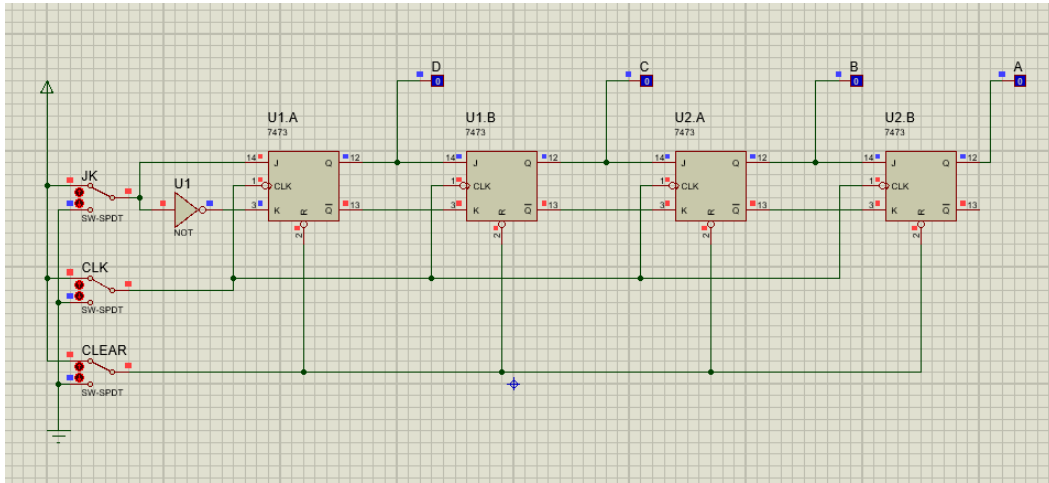 D
C
B
A
0
0
0
0
U1.A
7473
U1.B
7473
U2.A
7473
U2.B
7473
JK
SW-SPDT
U1
NOT
CLK
SW-SPDT
CLEAR
SW-SPDT
14 J Q 12
1 CLK
3 K Q 13
R
2
14 J Q 12
1 CLK
3 K Q 13
R
2
14 J Q 12
1 CLK
3 K Q 13
R
2
14 J Q 12
1 CLK
3 K Q 13
R
2